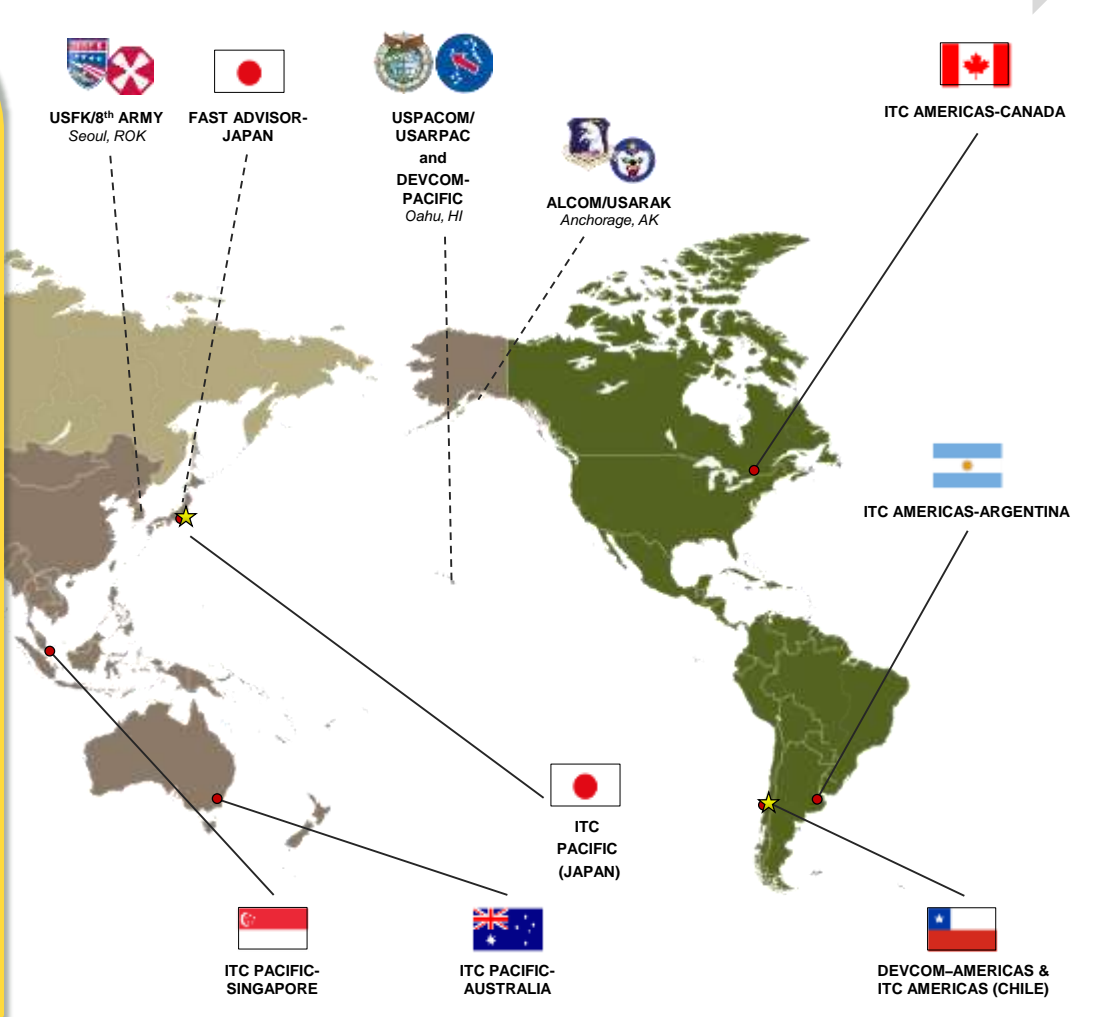 USFK/8th ARMY
Seoul, ROK
FAST ADVISOR-
JAPAN
USPACOM/
USARPAC
and
DEVCOM-
PACIFIC
Oahu, HI
ALCOM/USARAK
Anchorage, AK
ITC AMERICAS-CANADA
ITC AMERICAS-ARGENTINA
ITC
PACIFIC
(JAPAN)
ITC PACIFIC-
SINGAPORE
ITC PACIFIC-
AUSTRALIA
DEVCOM–AMERICAS &
ITC AMERICAS (CHILE)